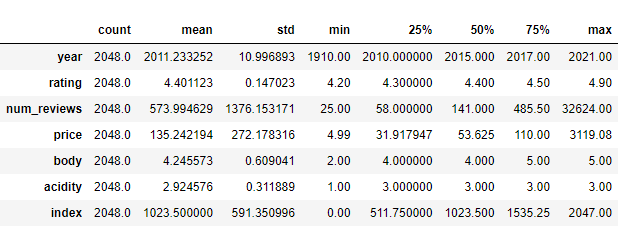 count mean std min 25% 50% 75% max
year 2048.0 2011.233252 10.996893 1910.00 2010.000000 2015.000 2017.00 2021.00
rating 2048.0 4.401123 0.147023 4.20 4.300000 4.400 4.50 4.90
num_reviews 2048.0 573.994629 1376.153171 25.00 58.000000 141.000 485.50 32624.00
price 2048.0 135.242194 272.178316 4.99 31.917947 53.625 110.00 3119.08
body 2048.0 4.245573 0.609041 2.00 4.000000 4.000 5.00 5.00
acidity 2048.0 2.924576 0.311889 1.00 3.000000 3.000 3.00 3.00
index 2048.0 1023.500000 591.350996 0.00 511.750000 1023.500 1535.25 2047.00